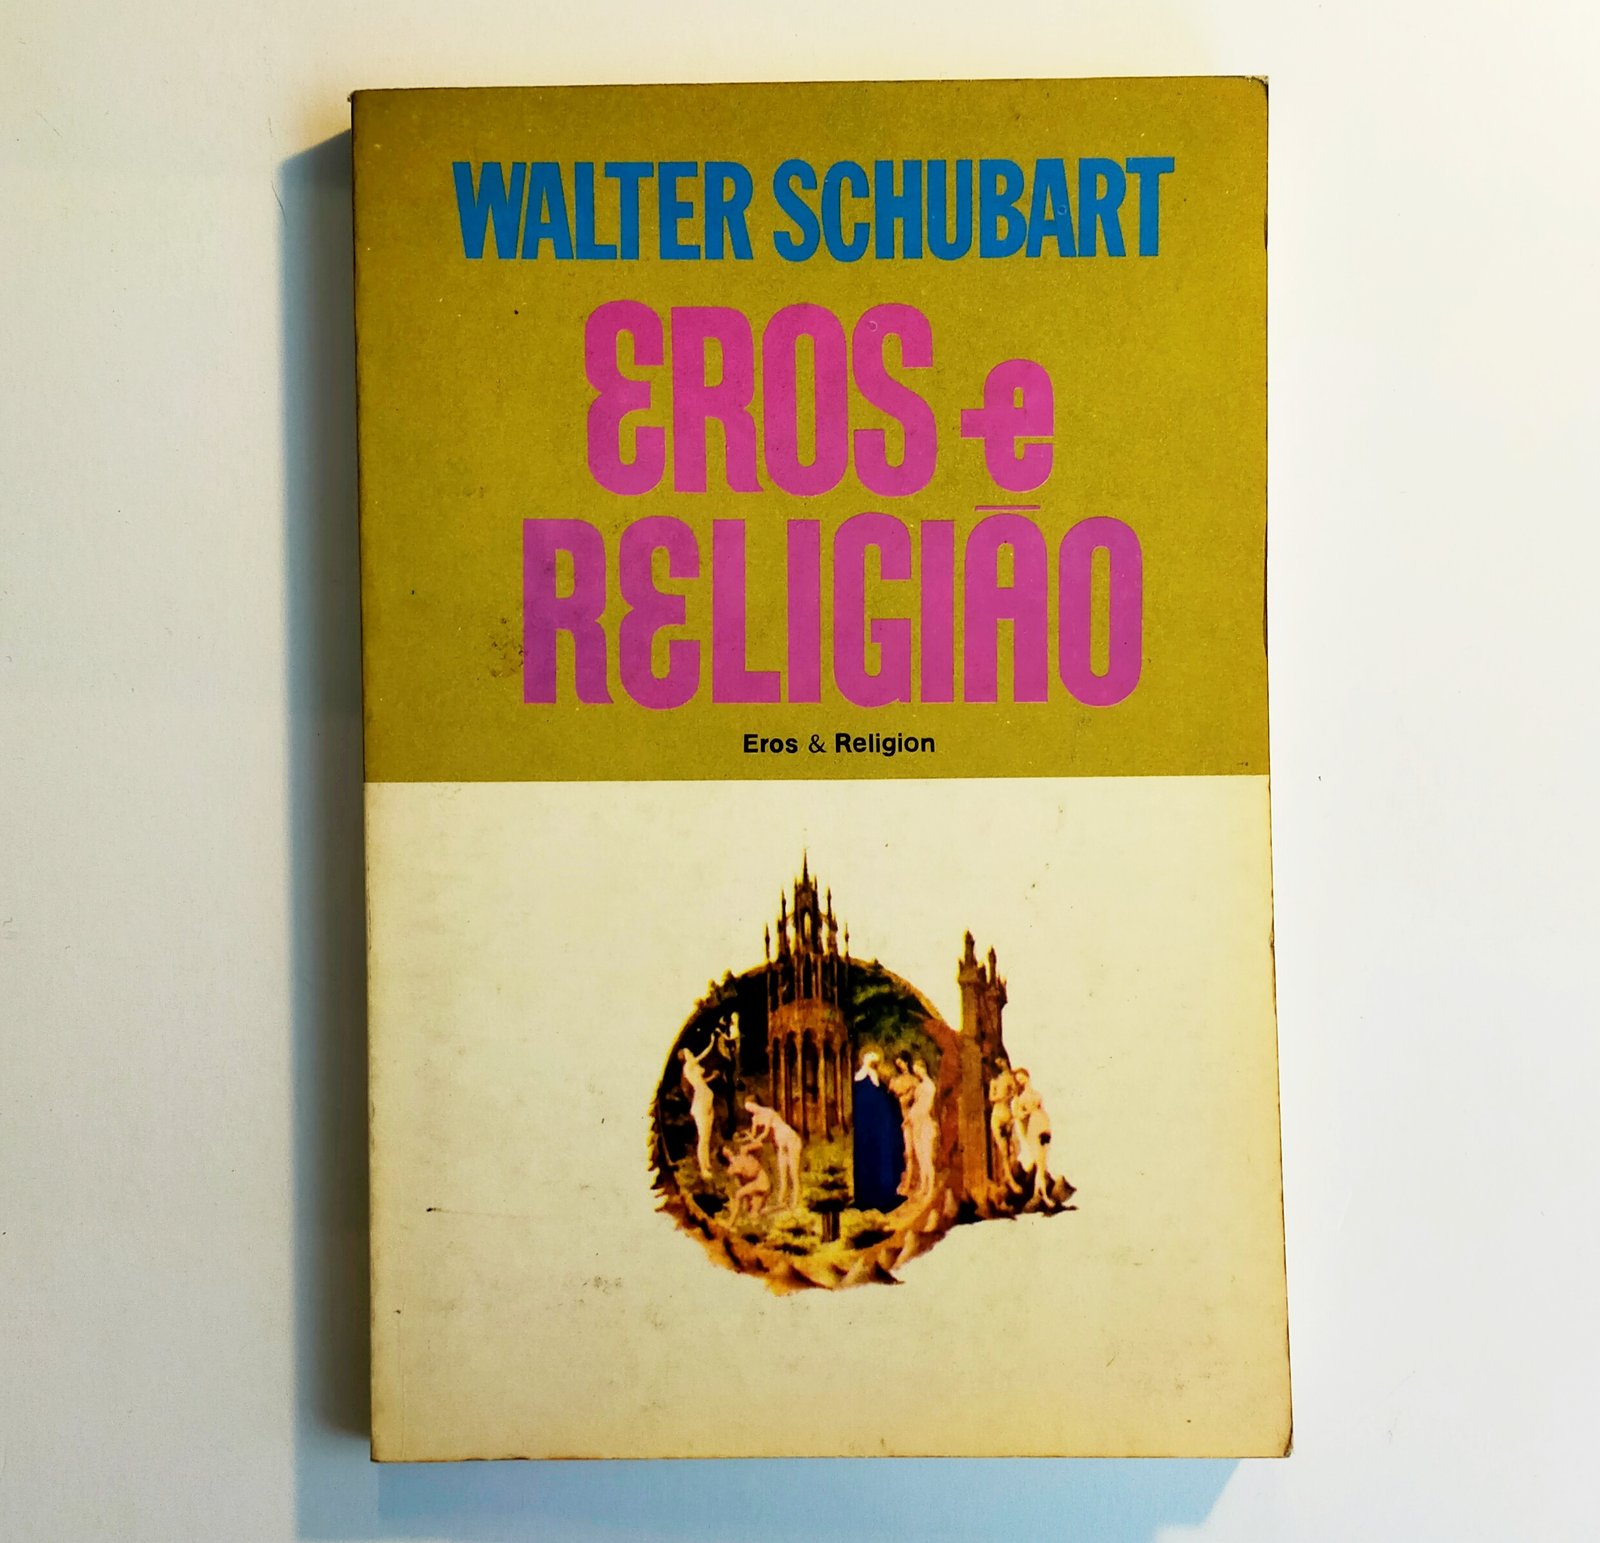 WALTER SCHUBART
EROS e
RELIGIÃO
Eros & Religion